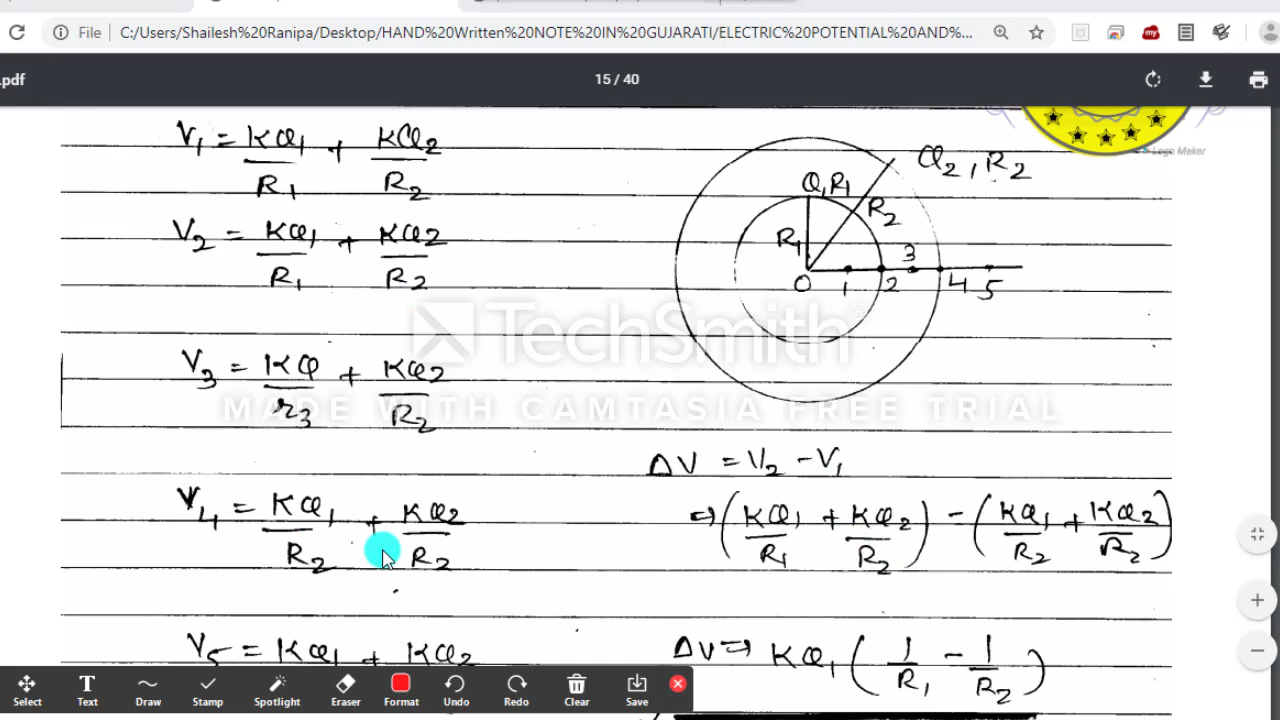 File C:/Users/Shailesh%20Ranipa/Desktop/HAND%20Written%20NOTE%20IN%20GUJARATI/ELECTRIC%20POTENTIAL%20AND%...
.pdf 15 / 40
Logo Maker
V₁ = KQ₁/R₁ + KQ₂/R₂
V₂ = KQ₁/R₁ + KQ₂/R₂
V₃ = KQ/r₃ + KQ₂/R₂
V₄ = KQ₁/R₂ + KQ₂/R₂
V₅ = KQ₁ + KQ₂
Q₂, R₂
Q, R₁
R₂
R₁
3
O 1 2 4 5
ΔV = V₂ - V₁
⇒ (KQ₁/R₁ + KQ₂/R₂) - (KQ₁/R₂ + KQ₂/R₂)
ΔV ⇒ KQ₁ (1/R₁ - 1/R₂)
TechSmith
MADE WITH CAMTASIA FREE TRIAL
Select Text Draw Stamp Spotlight Eraser Format Undo Redo Clear Save